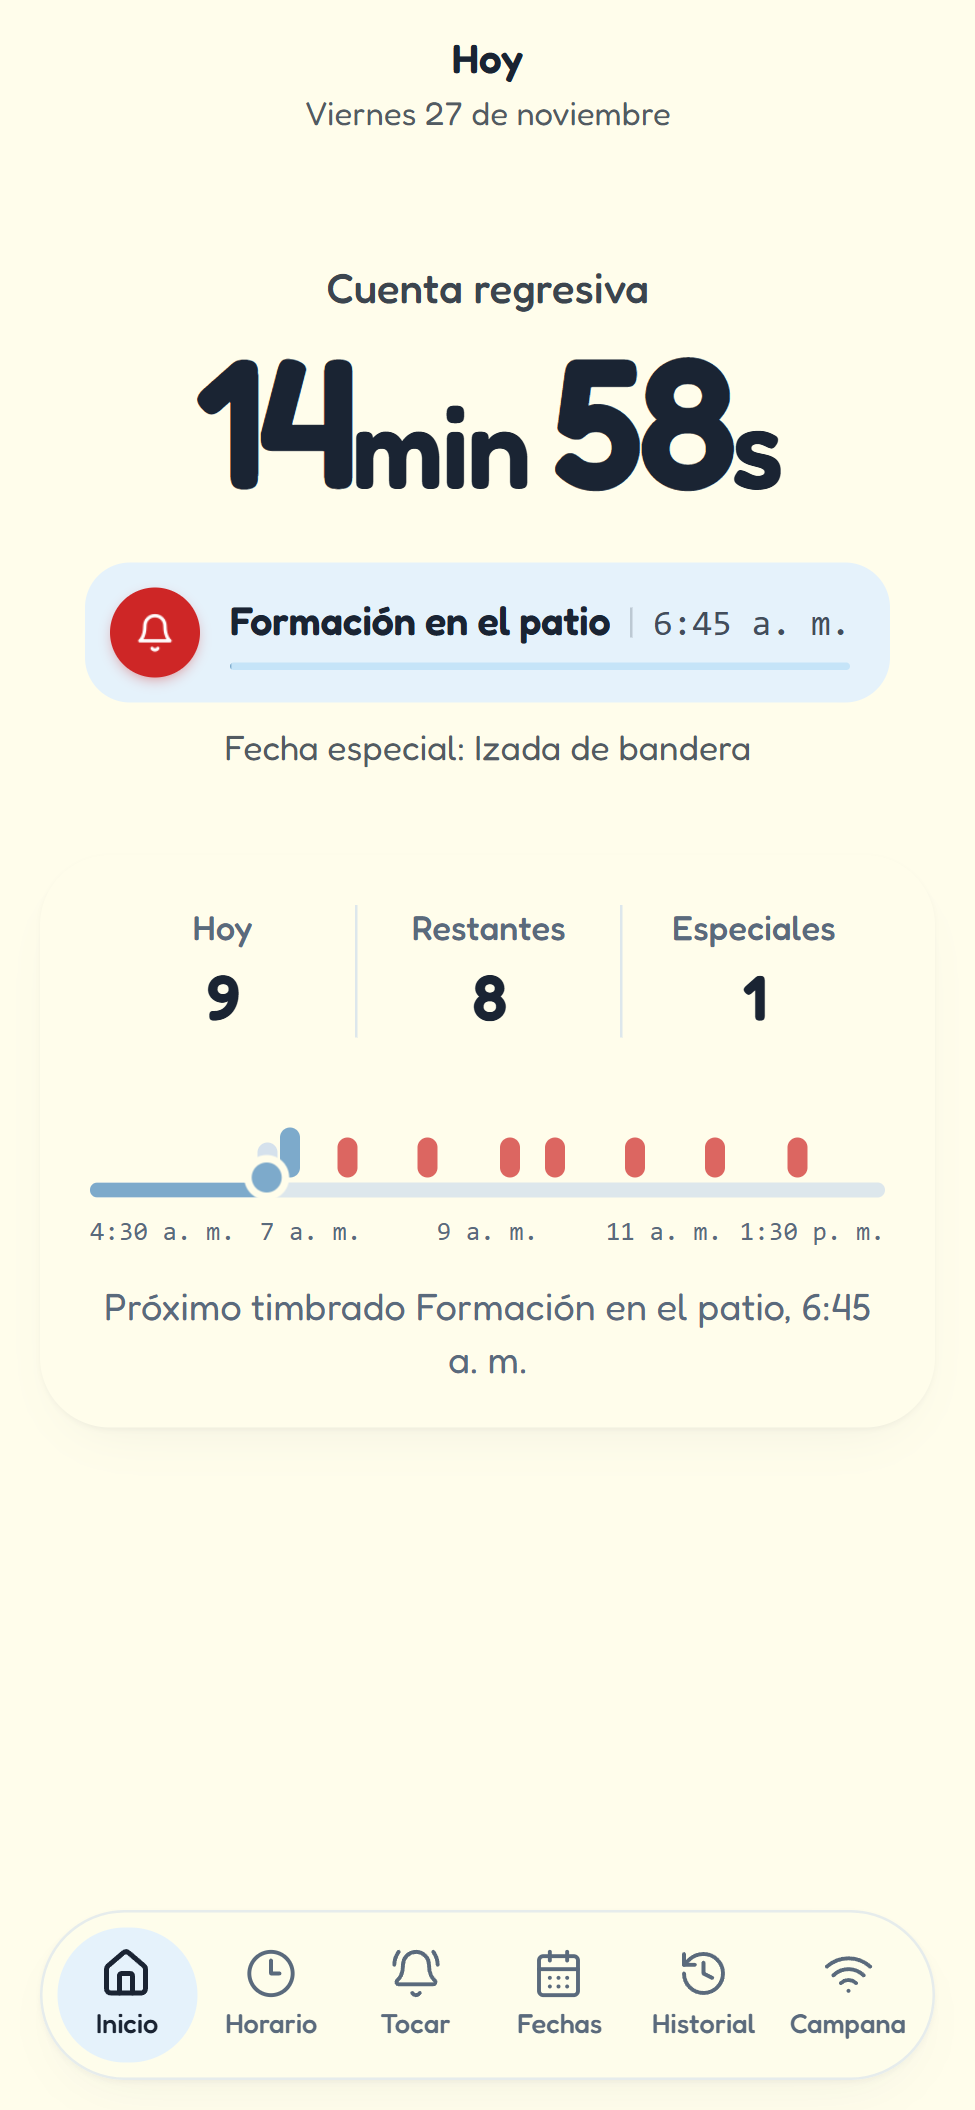 Hoy
Viernes 27 de noviembre
Cuenta regresiva
14min 58s
Formación en el patio | 6:45 a. m.
Fecha especial: Izada de bandera
Hoy Restantes Especiales
9 8 1
4:30 a. m. 7 a. m. 9 a. m. 11 a. m. 1:30 p. m.
Próximo timbrado Formación en el patio, 6:45
a. m.
Inicio Horario Tocar Fechas Historial Campana